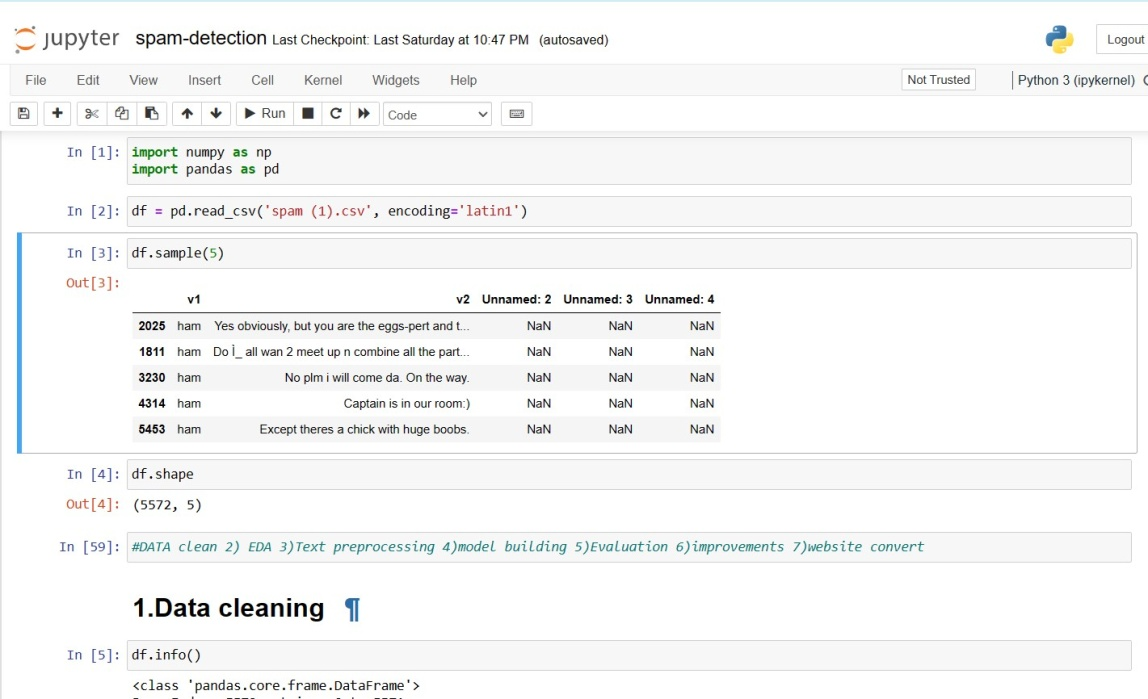 jupyter spam-detection Last Checkpoint: Last Saturday at 10:47 PM (autosaved)
Logout
File Edit View Insert Cell Kernel Widgets Help
Not Trusted
Python 3 (ipykernel)
Run
Code
In [1]: import numpy as np
import pandas as pd
In [2]: df = pd.read_csv('spam (1).csv', encoding='latin1')
In [3]: df.sample(5)
Out[3]:
v1 v2 Unnamed: 2 Unnamed: 3 Unnamed: 4
2025 ham Yes obviously, but you are the eggs-pert and t... NaN NaN NaN
1811 ham Do Ì_ all wan 2 meet up n combine all the part... NaN NaN NaN
3230 ham No plm i will come da. On the way. NaN NaN NaN
4314 ham Captain is in our room:) NaN NaN NaN
5453 ham Except theres a chick with huge boobs. NaN NaN NaN
In [4]: df.shape
Out[4]: (5572, 5)
In [59]: #DATA clean 2) EDA 3)Text preprocessing 4)model building 5)Evaluation 6)improvements 7)website convert
1.Data cleaning ¶
In [5]: df.info()
<class 'pandas.core.frame.DataFrame'>